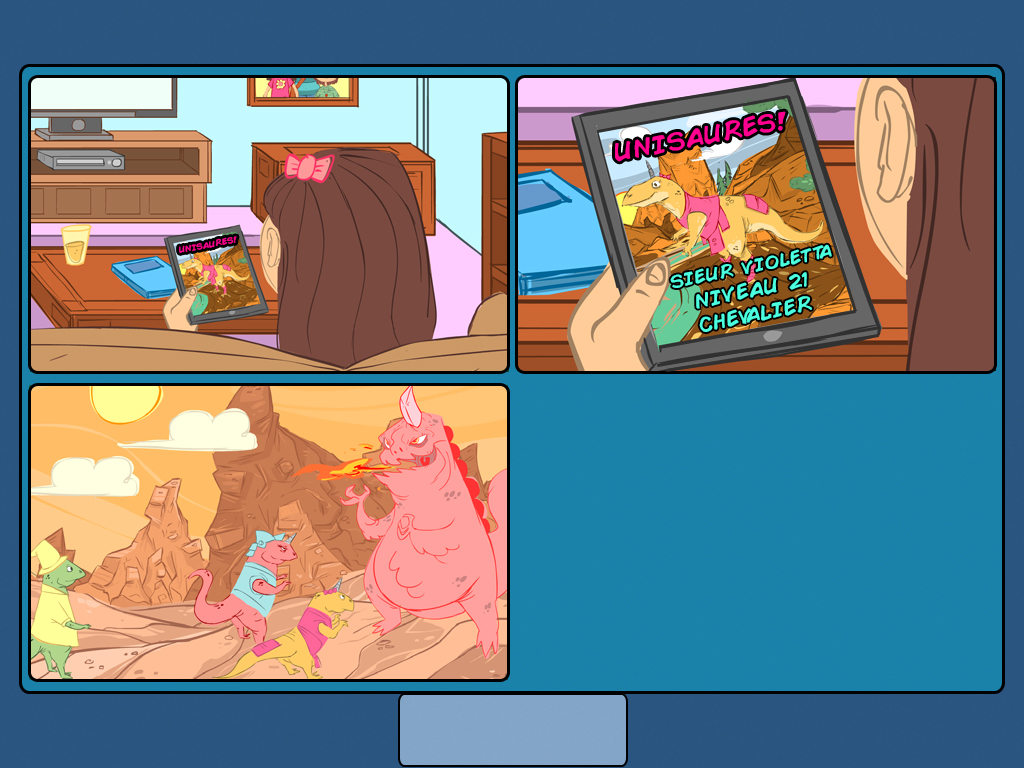 UNISAURES!
UNISAURES!
SIEUR VIOLETTA
NIVEAU 21
CHEVALIER